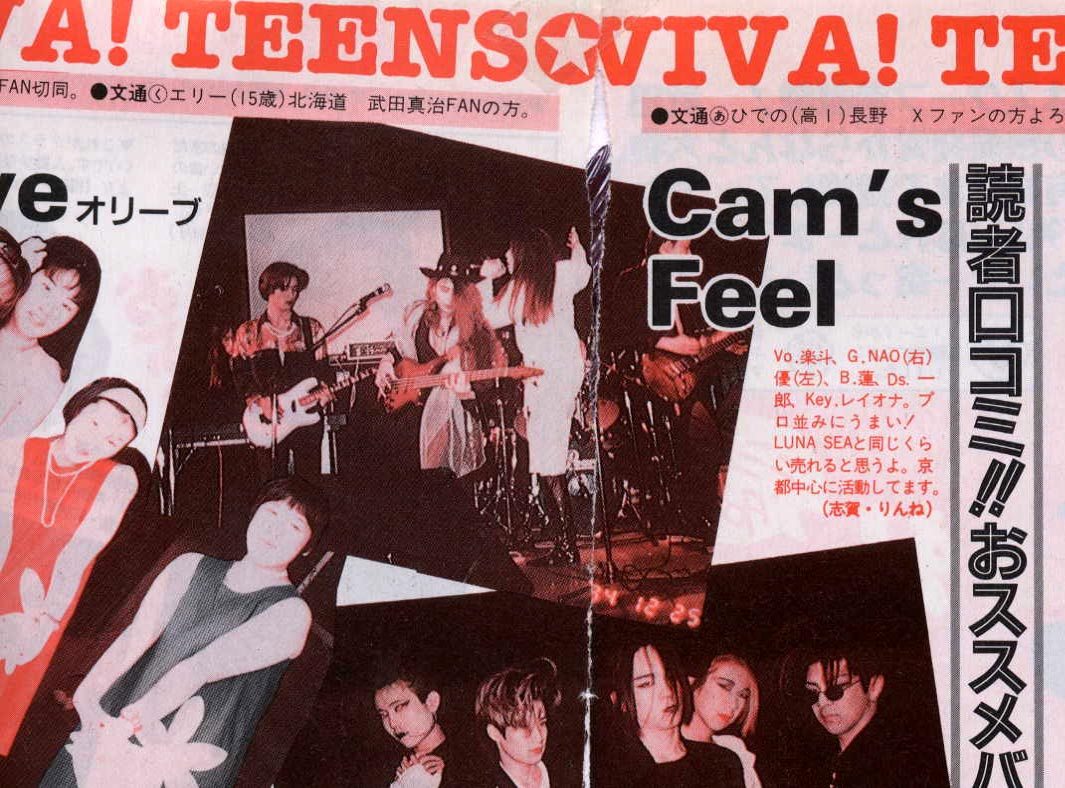 VA! TEENS★VIVA! TE
FAN切同。●文通㋗エリー(15歳)北海道　武田真治FANの方。
●文通あひでの(高1)長野　Xファンの方よろ
ve オリーブ
Cam's
Feel
Vo.楽斗、G.NAO(右)
優(左)、B.蓮、Ds.一
郎、Key.レイオナ。プ
ロ並みにうまい!
LUNA SEAと同じくら
い売れると思うよ。京
都中心に活動してます。
(志賀・りんね)
読者口コミ!!おススメバ
94 12 25